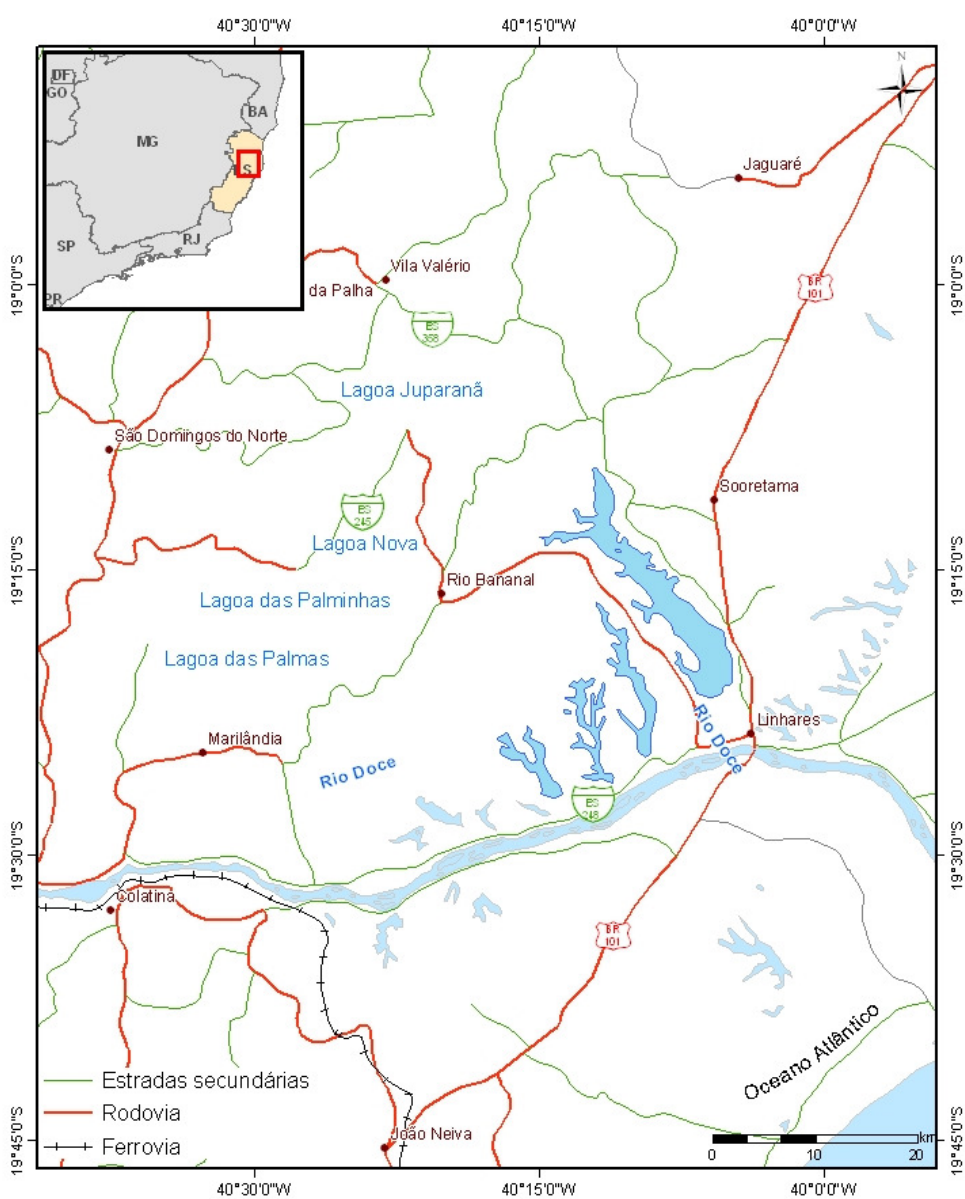 40°30'0"W
40°15'0"W
40°0'0"W
N
DF
GO
BA
MG
S
SP
RJ
PR
Jaguaré
Vila Valério
da Palha
19°0'0"S
19°0'0"S
BR
101
ES
358
Lagoa Juparanã
São Domingos do Norte
Sooretama
ES
245
Lagoa Nova
19°15'0"S
19°15'0"S
Rio Bananal
Lagoa das Palminhas
Lagoa das Palmas
Rio Doce
Linhares
Marilândia
Rio Doce
ES
248
19°30'0"S
19°30'0"S
Colatina
BR
101
Oceano Atlântico
Estradas secundárias
Rodovia
Ferrovia
João Neiva
19°45'0"S
19°45'0"S
km
0
10
20
40°30'0"W
40°15'0"W
40°0'0"W